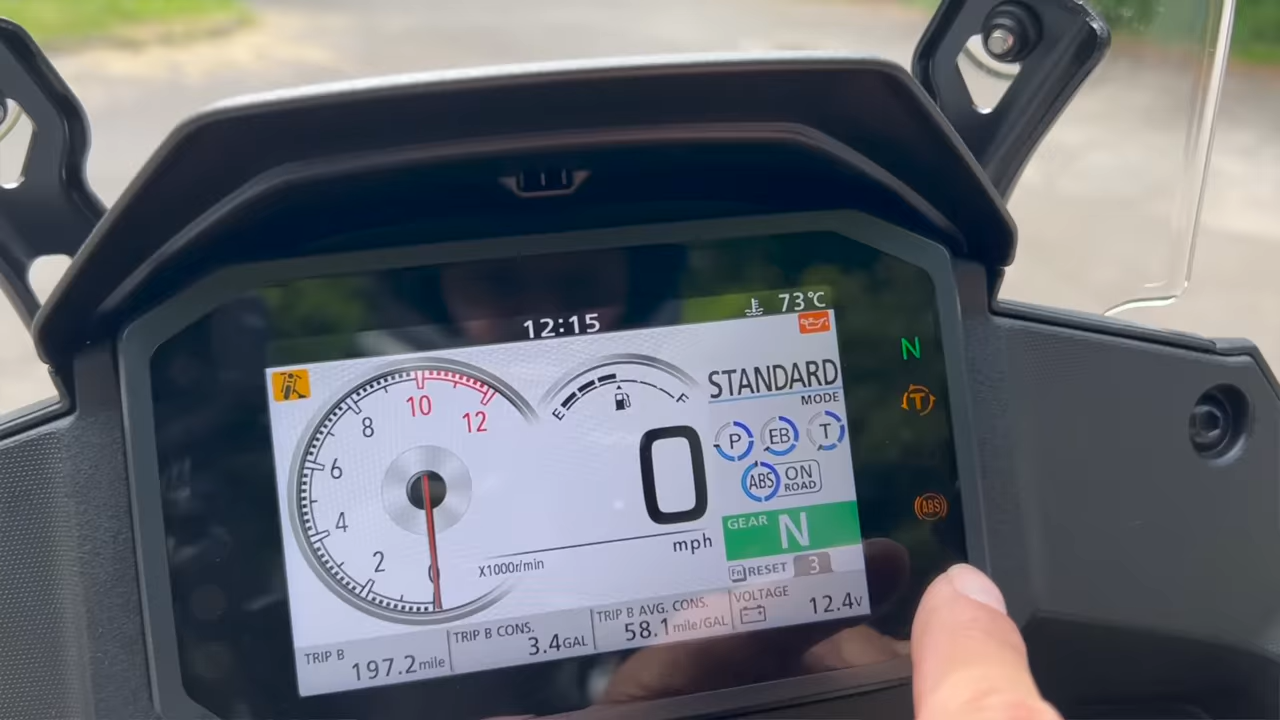 12:15
73°C
STANDARD
MODE
10
12
8
6
4
2
0
X1000r/min
E
F
0
mph
P
EB
T
ABS
ON
ROAD
GEAR N
Fn RESET 3
TRIP B
197.2mile
TRIP B CONS.
3.4GAL
TRIP B AVG. CONS.
58.1mile/GAL
VOLTAGE
12.4V
N
T
ABS